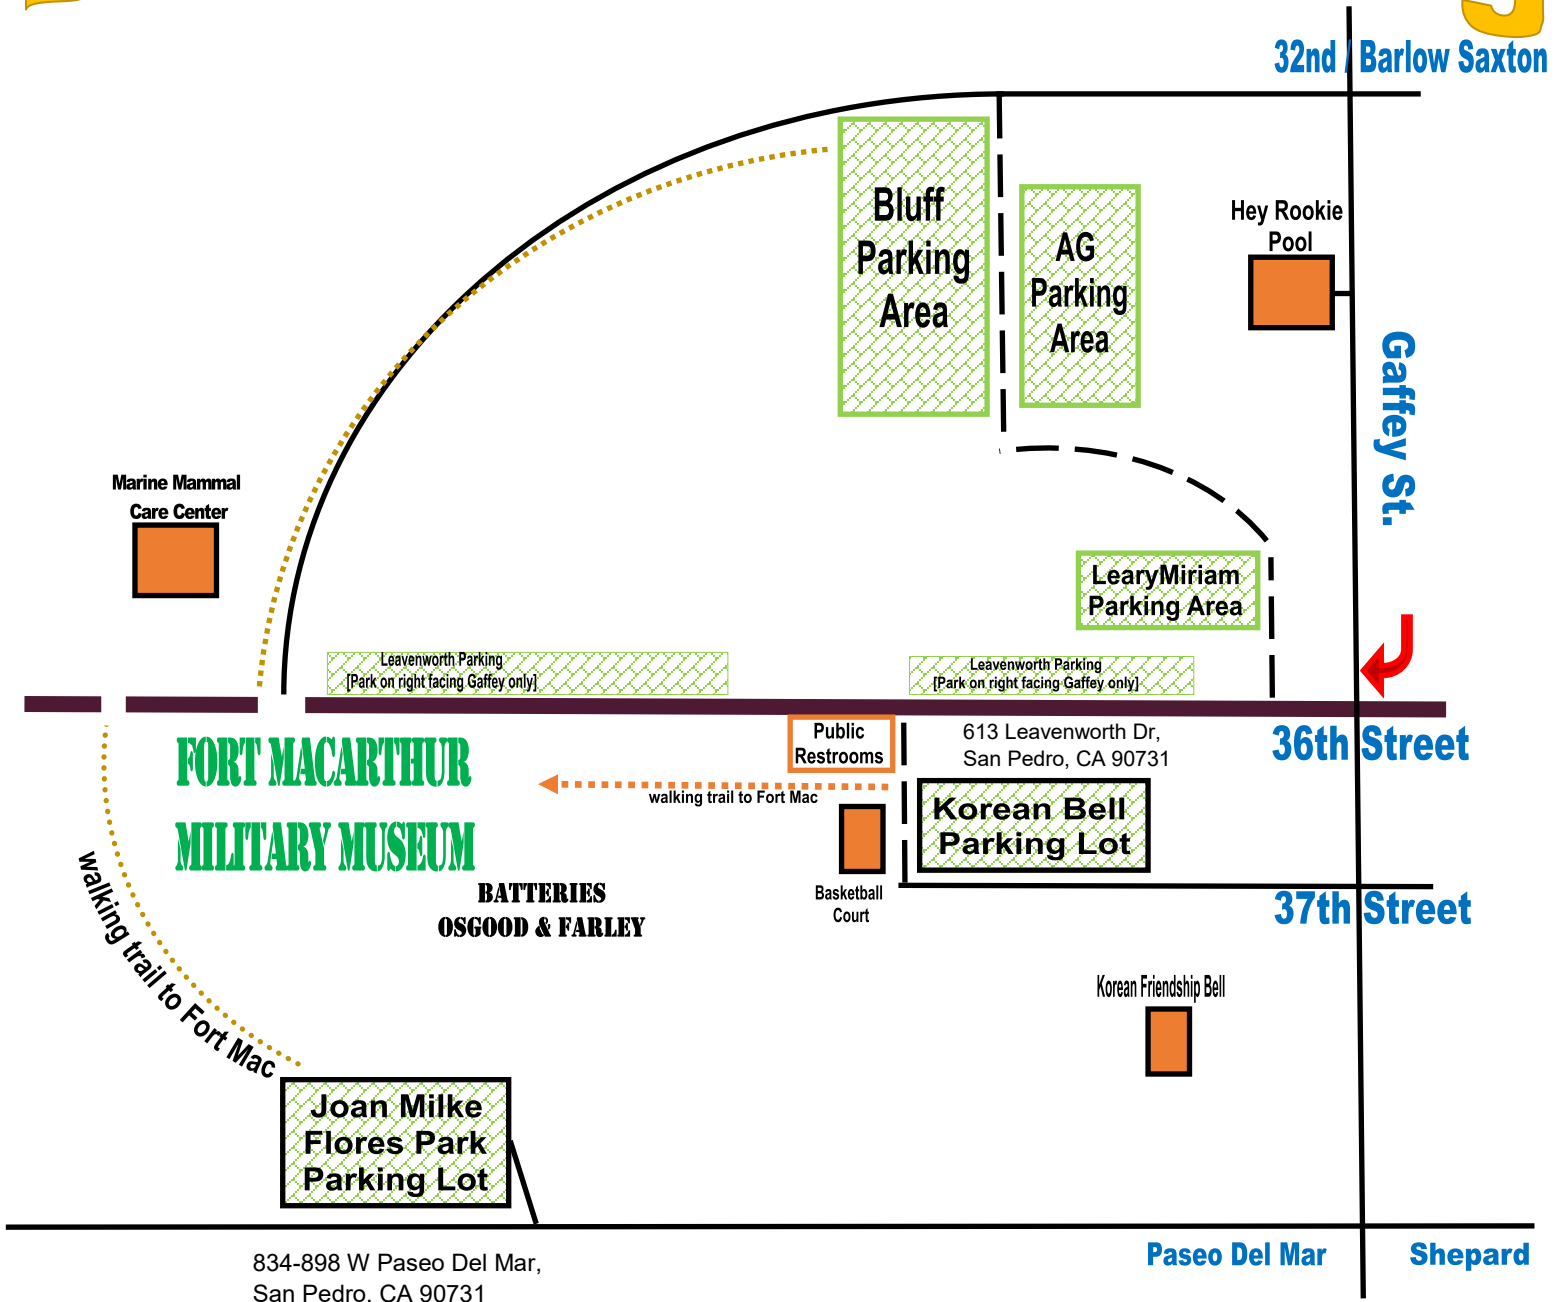 32nd / Barlow Saxton
Bluff
Parking
Area
AG
Parking
Area
Hey Rookie
Pool
Gaffey St.
Marine Mammal
Care Center
LearyMiriam
Parking Area
Leavenworth Parking
[Park on right facing Gaffey only]
Leavenworth Parking
[Park on right facing Gaffey only]
Public
Restrooms
613 Leavenworth Dr,
San Pedro, CA 90731
36th Street
FORT MACARTHUR
MILITARY MUSEUM
walking trail to Fort Mac
Korean Bell
Parking Lot
BATTERIES
OSGOOD & FARLEY
Basketball
Court
37th Street
walking trail to Fort Mac
Korean Friendship Bell
Joan Milke
Flores Park
Parking Lot
Paseo Del Mar
Shepard
834-898 W Paseo Del Mar,
San Pedro, CA 90731